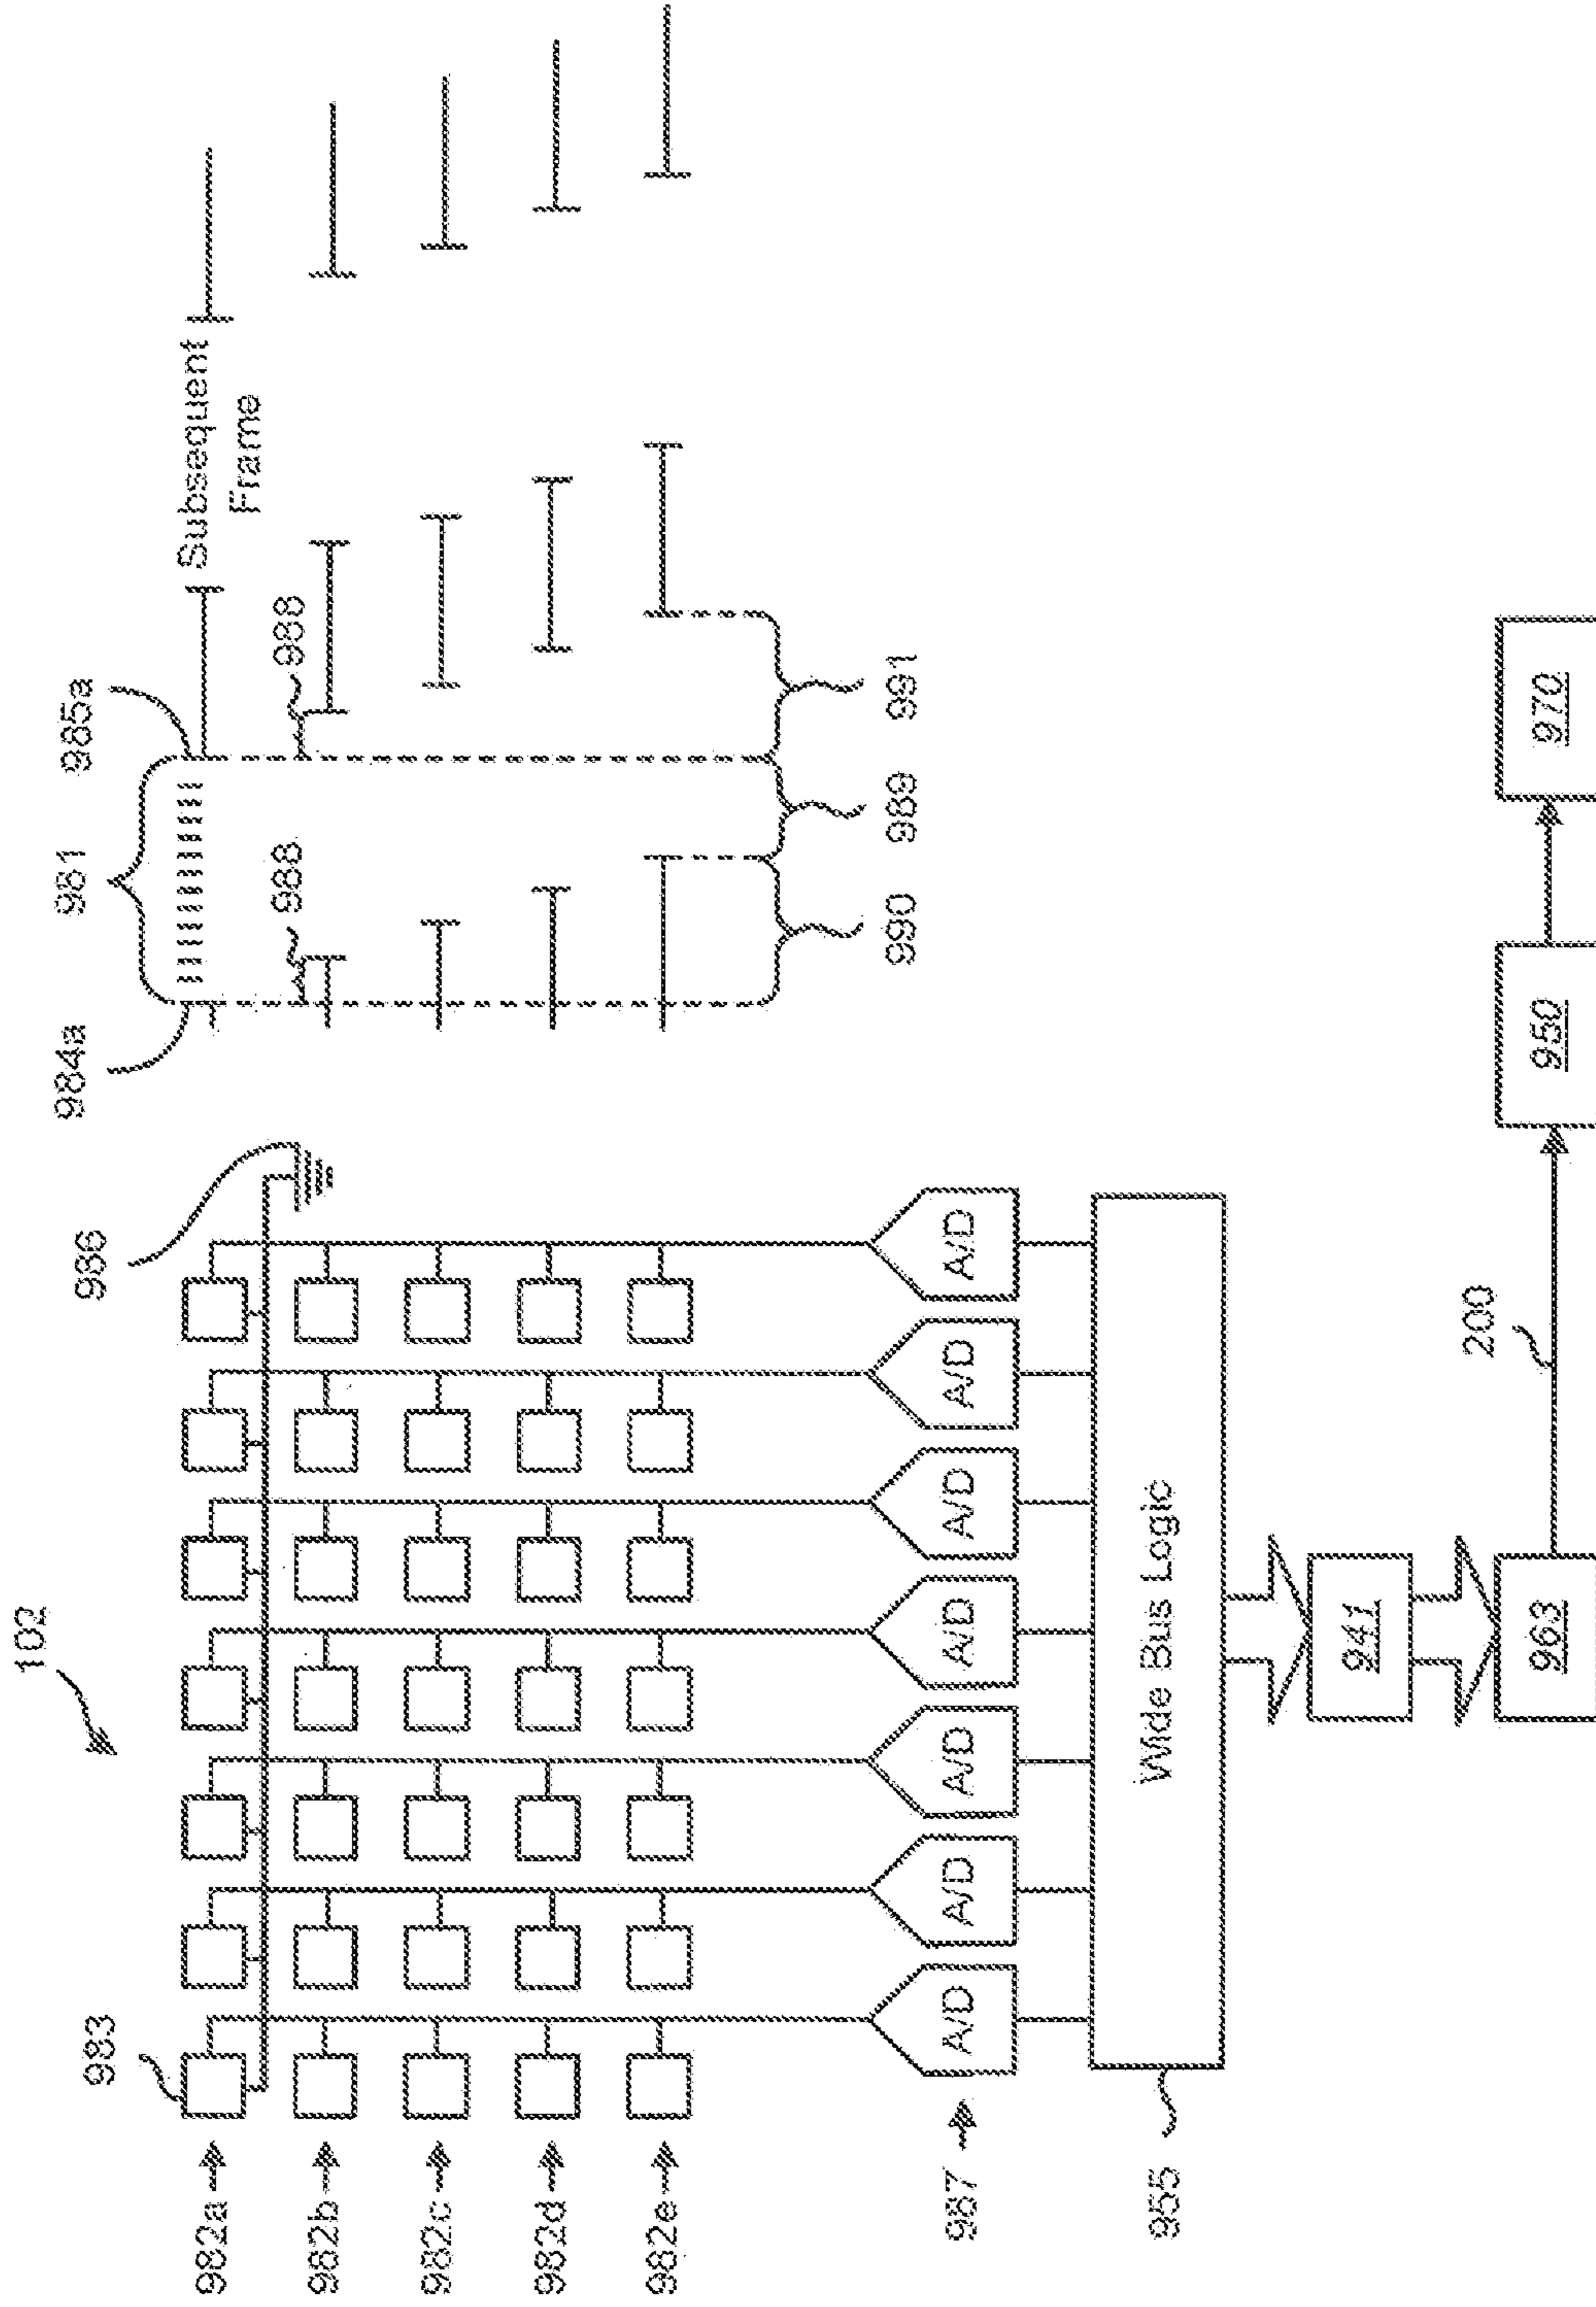 102
983
986
984a
981
985a
Subsequent
Frame
982a
982b
982c
982d
982e
988
988
990
989
991
987
A/D
A/D
A/D
A/D
A/D
A/D
A/D
955
Wide Bus Logic
941
963
200
950
970